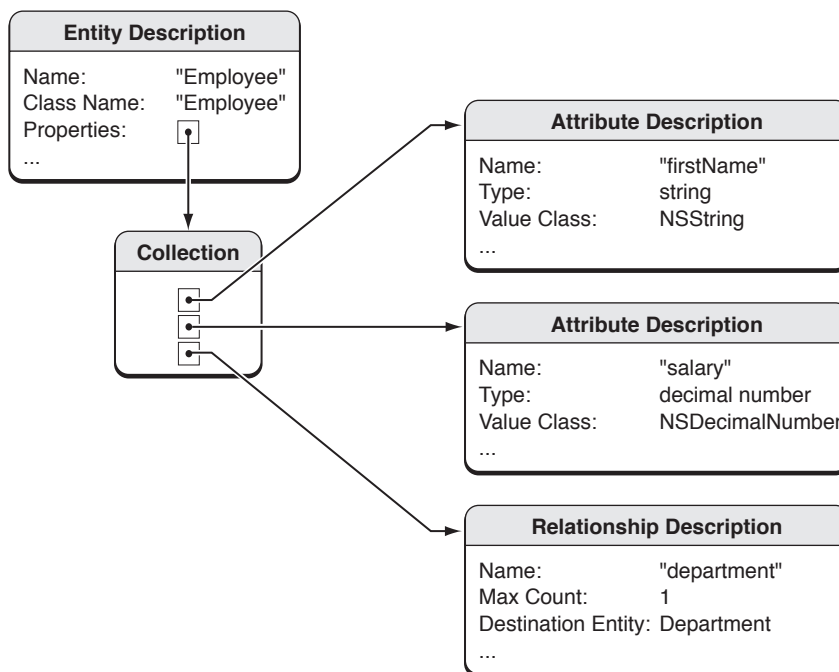 Entity Description
Name: "Employee"
Class Name: "Employee"
Properties:
...
Collection
Attribute Description
Name: "firstName"
Type: string
Value Class: NSString
...
Attribute Description
Name: "salary"
Type: decimal number
Value Class: NSDecimalNumber
...
Relationship Description
Name: "department"
Max Count: 1
Destination Entity: Department
...